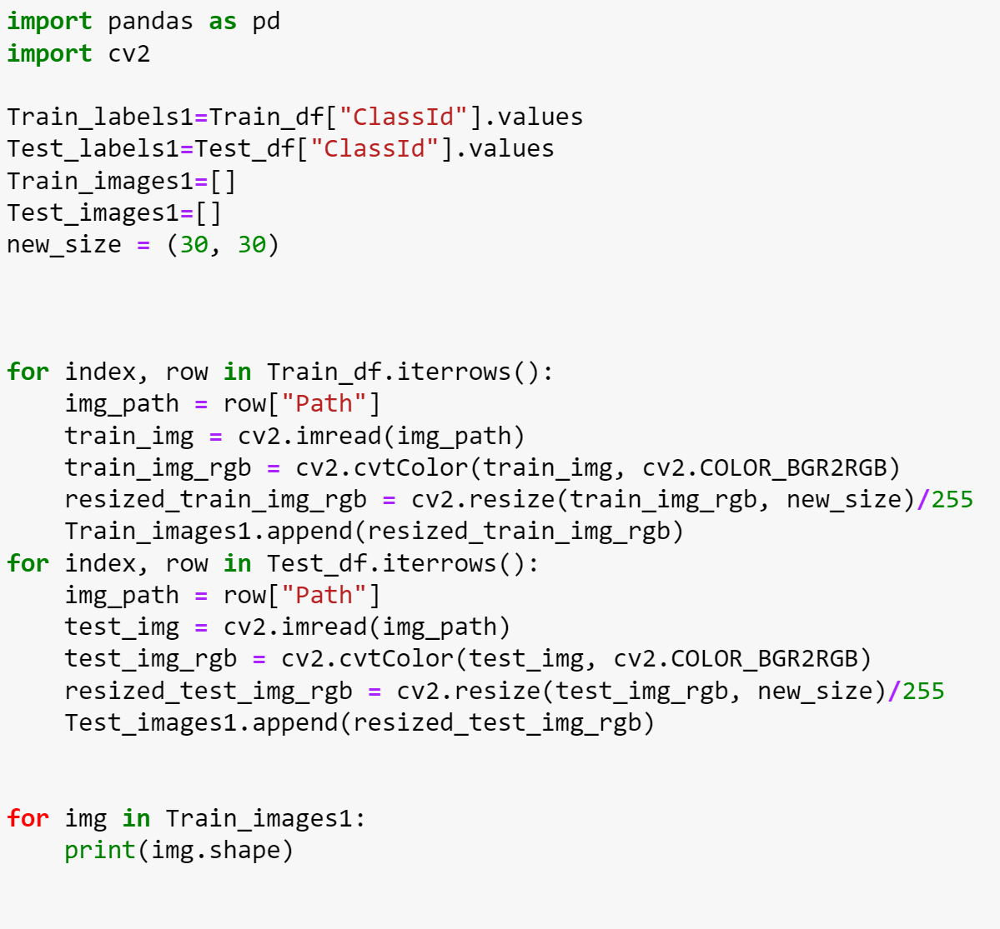 import pandas as pd
import cv2
Train_labels1=Train_df["ClassId"].values
Test_labels1=Test_df["ClassId"].values
Train_images1=[]
Test_images1=[]
new_size = (30, 30)
for index, row in Train_df.iterrows():
    img_path = row["Path"]
    train_img = cv2.imread(img_path)
    train_img_rgb = cv2.cvtColor(train_img, cv2.COLOR_BGR2RGB)
    resized_train_img_rgb = cv2.resize(train_img_rgb, new_size)/255
    Train_images1.append(resized_train_img_rgb)
for index, row in Test_df.iterrows():
    img_path = row["Path"]
    test_img = cv2.imread(img_path)
    test_img_rgb = cv2.cvtColor(test_img, cv2.COLOR_BGR2RGB)
    resized_test_img_rgb = cv2.resize(test_img_rgb, new_size)/255
    Test_images1.append(resized_test_img_rgb)
for img in Train_images1:
    print(img.shape)